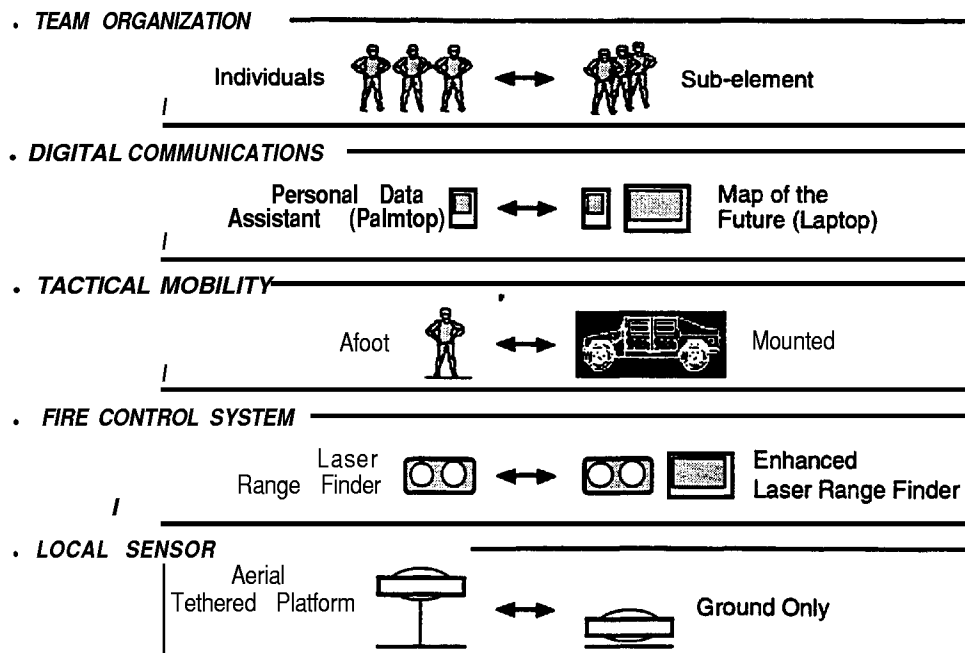 • TEAM ORGANIZATION
Individuals
Sub-element
• DIGITAL COMMUNICATIONS
Personal Data
Assistant (Palmtop)
Map of the
Future (Laptop)
• TACTICAL MOBILITY
Afoot
Mounted
• FIRE CONTROL SYSTEM
Laser
Range Finder
Enhanced
Laser Range Finder
• LOCAL SENSOR
Aerial
Tethered Platform
Ground Only